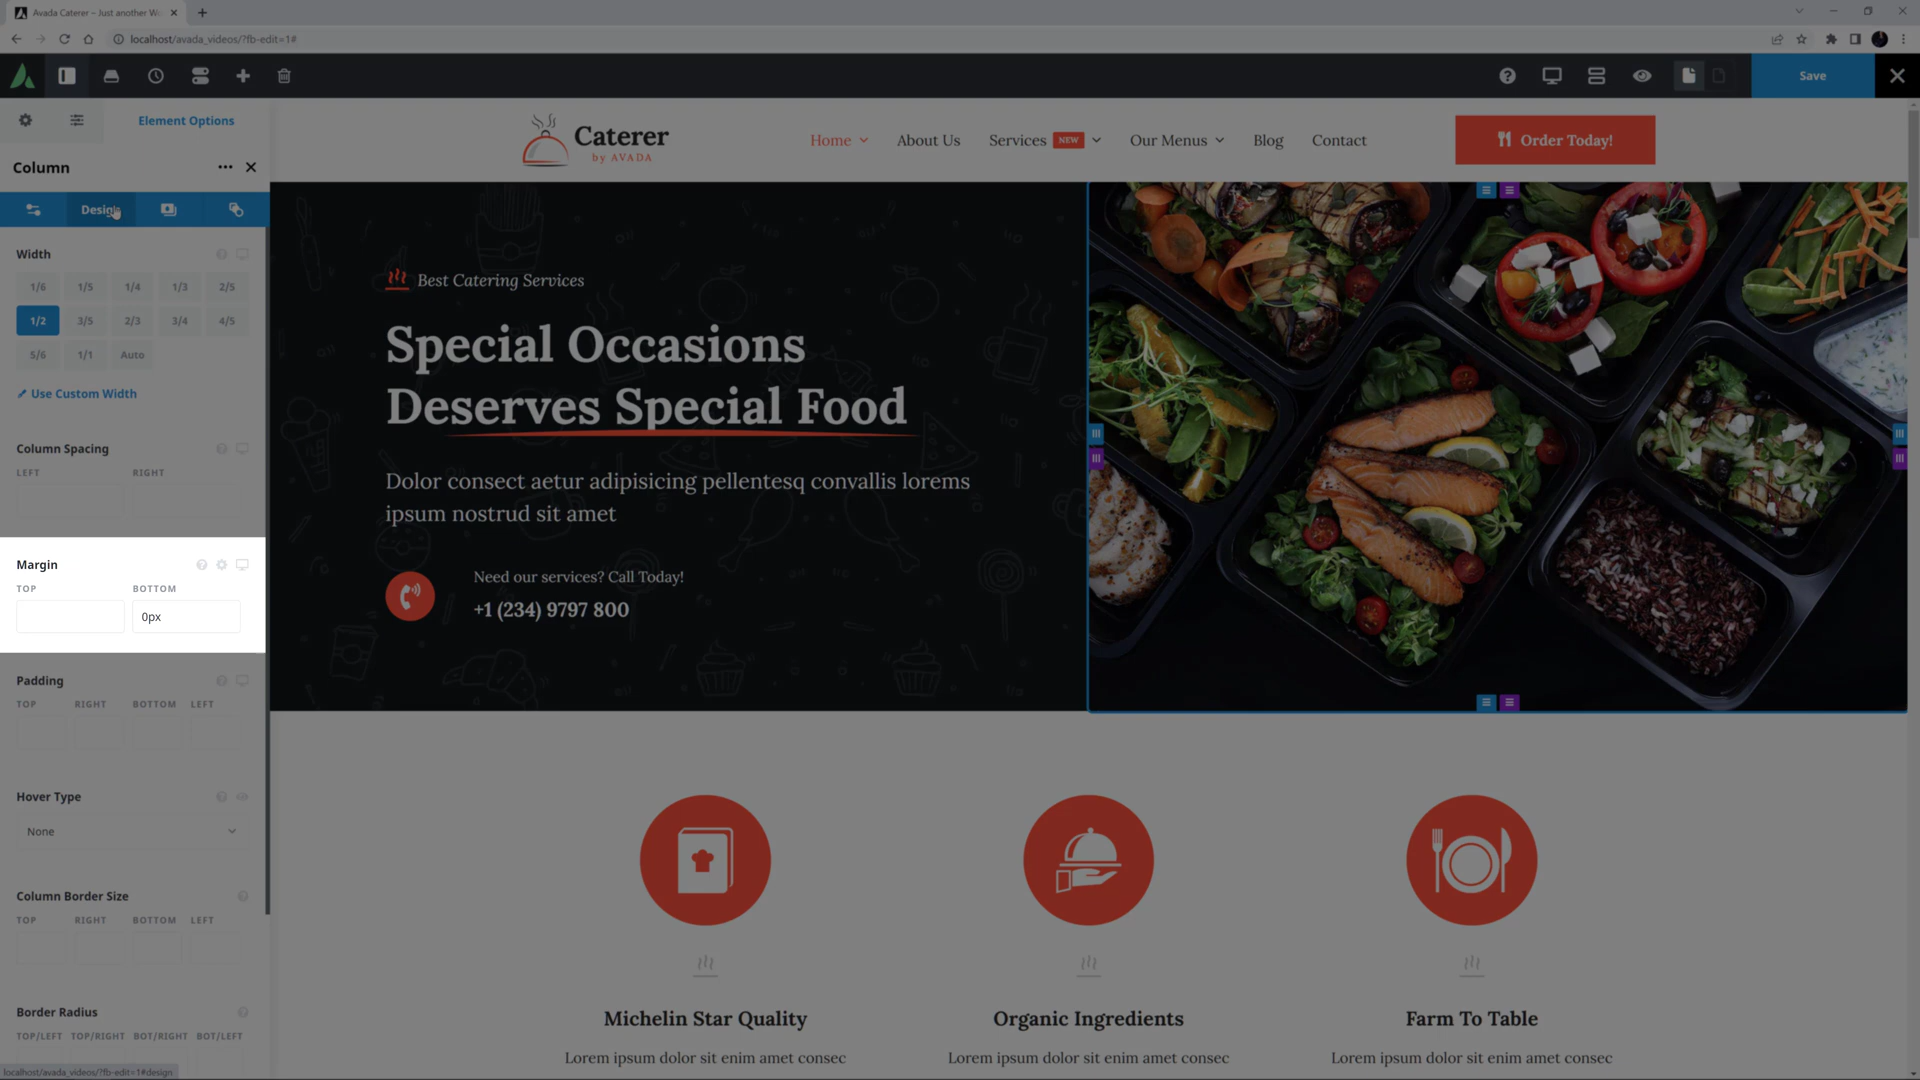 Avada Caterer – Just another W
localhost/avada_videos/?fb-edit=1#
Save
Element Options
Column
Design
Width
1/6 1/5 1/4 1/3 2/5
1/2 3/5 2/3 3/4 4/5
5/6 1/1 Auto
Use Custom Width
Column Spacing
LEFT RIGHT
Margin
TOP BOTTOM
0px
Padding
TOP RIGHT BOTTOM LEFT
Hover Type
None
Column Border Size
TOP RIGHT BOTTOM LEFT
Border Radius
TOP/LEFT TOP/RIGHT BOT/RIGHT BOT/LEFT
localhost/avada_videos/?fb-edit=1#design
Caterer
by AVADA
Home About Us Services NEW Our Menus Blog Contact
Order Today!
Best Catering Services
Special Occasions
Deserves Special Food
Dolor consect aetur adipisicing pellentesq convallis lorems
ipsum nostrud sit amet
Need our services? Call Today!
+1 (234) 9797 800
Michelin Star Quality
Lorem ipsum dolor sit enim amet consec
Organic Ingredients
Lorem ipsum dolor sit enim amet consec
Farm To Table
Lorem ipsum dolor sit enim amet consec